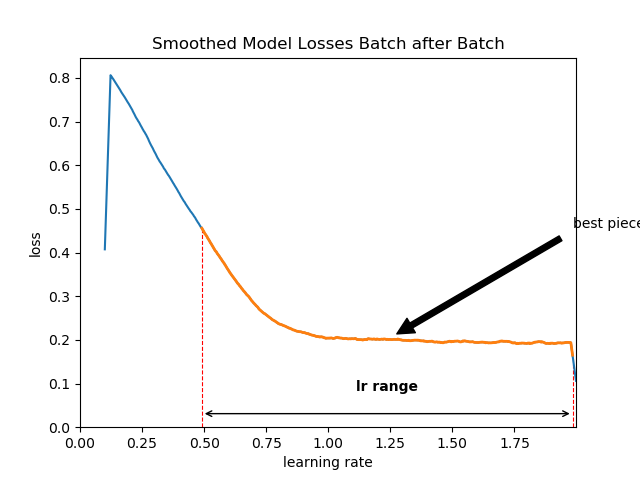 Smoothed Model Losses Batch after Batch
0.8
0.7
0.6
0.5
best piece
0.4
loss
0.3
0.2
0.1
lr range
0.0
0.00 0.25 0.50 0.75 1.00 1.25 1.50 1.75
learning rate